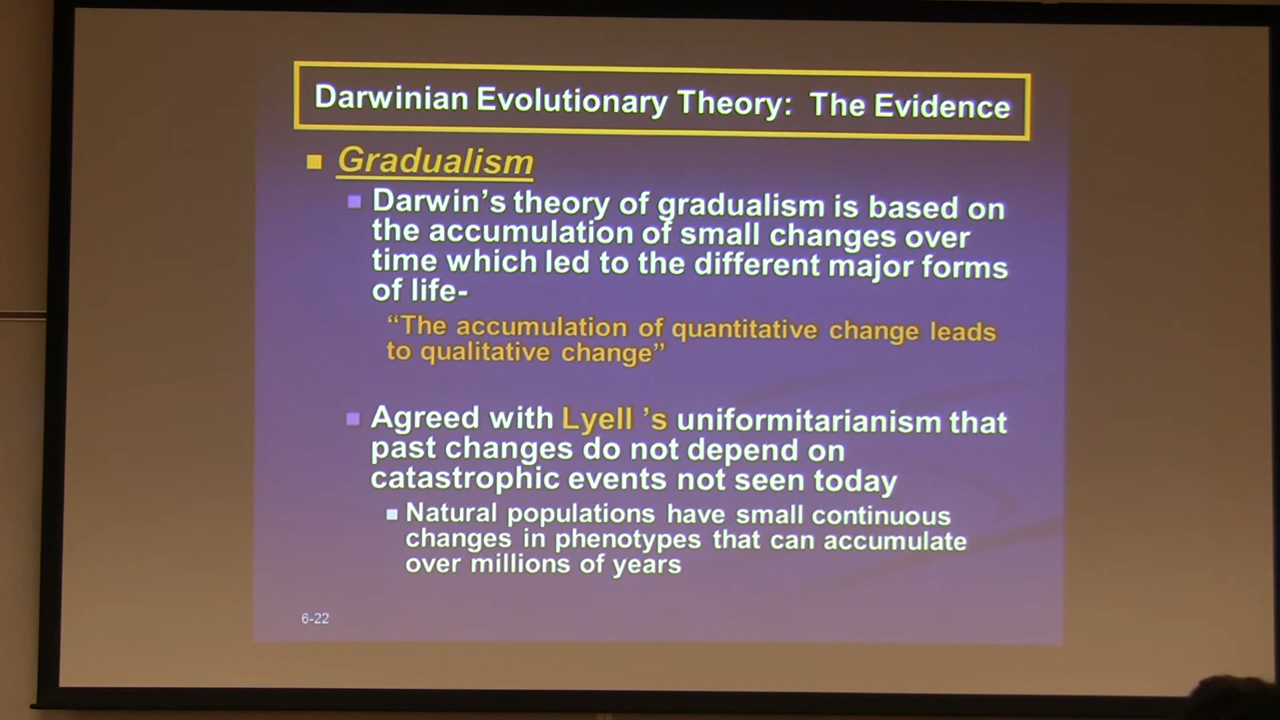 Darwinian Evolutionary Theory: The Evidence
Gradualism
Darwin's theory of gradualism is based on
the accumulation of small changes over
time which led to the different major forms
of life-
“The accumulation of quantitative change leads
to qualitative change”
Agreed with Lyell ’s uniformitarianism that
past changes do not depend on
catastrophic events not seen today
Natural populations have small continuous
changes in phenotypes that can accumulate
over millions of years
6-22